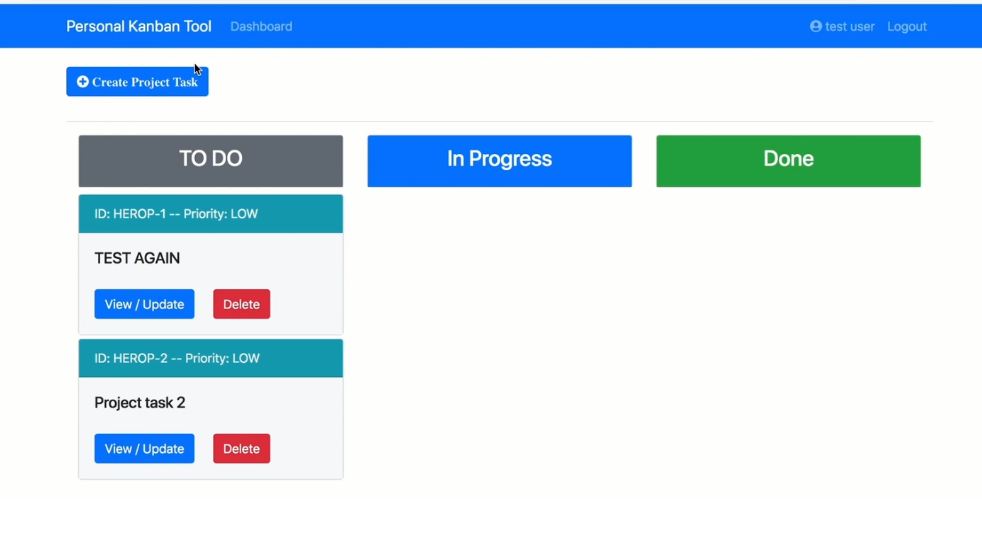 Personal Kanban Tool Dashboard test user Logout
Create Project Task
TO DO In Progress Done
ID: HEROP-1 -- Priority: LOW
TEST AGAIN
View / Update Delete
ID: HEROP-2 -- Priority: LOW
Project task 2
View / Update Delete